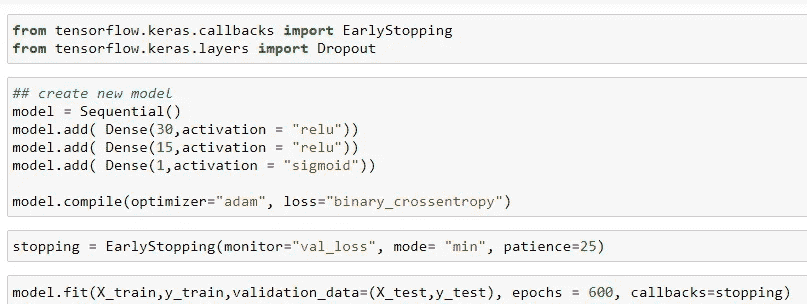 from tensorflow.keras.callbacks import EarlyStopping
from tensorflow.keras.layers import Dropout
## create new model
model = Sequential()
model.add( Dense(30,activation = "relu"))
model.add( Dense(15,activation = "relu"))
model.add( Dense(1,activation = "sigmoid"))
model.compile(optimizer="adam", loss="binary_crossentropy")
stopping = EarlyStopping(monitor="val_loss", mode= "min", patience=25)
model.fit(X_train,y_train,validation_data=(X_test,y_test), epochs = 600, callbacks=stopping)